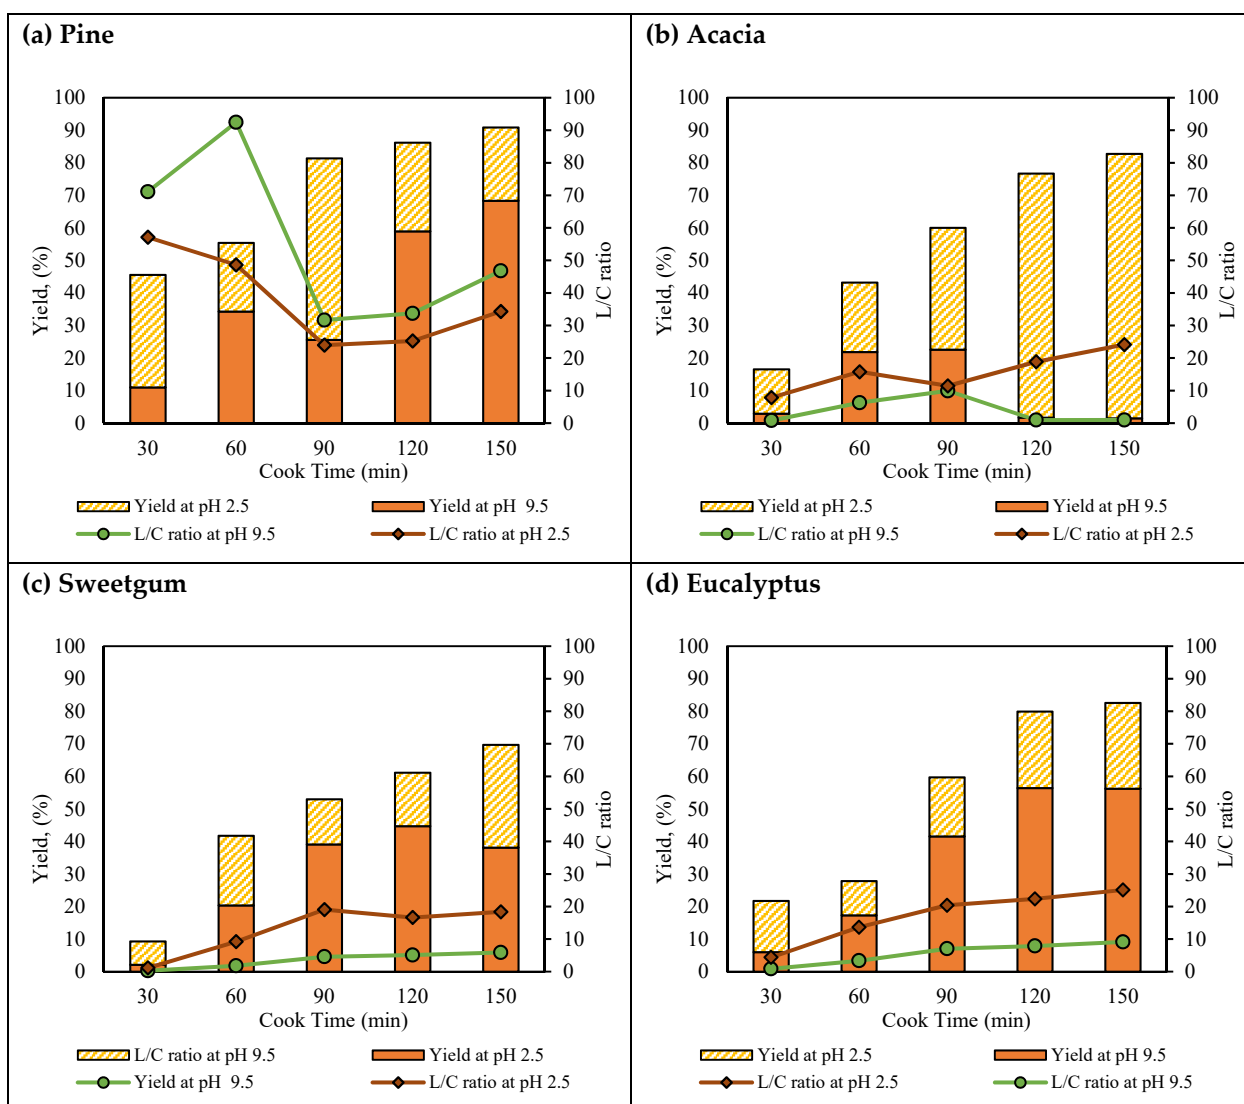 (a) Pine
100 100
90 90
80 80
70 70
60 60
50 50
40 40
30 30
20 20
10 10
0 0
Yield, (%)
L/C ratio
30 60 90 120 150
Cook Time (min)
Yield at pH 2.5 Yield at pH 9.5
L/C ratio at pH 9.5 L/C ratio at pH 2.5
(b) Acacia
100 100
90 90
80 80
70 70
60 60
50 50
40 40
30 30
20 20
10 10
0 0
Yield, (%)
L/C ratio
30 60 90 120 150
Cook Time (min)
Yield at pH 2.5 Yield at pH 9.5
L/C ratio at pH 9.5 L/C ratio at pH 2.5
(c) Sweetgum
100 100
90 90
80 80
70 70
60 60
50 50
40 40
30 30
20 20
10 10
0 0
Yield, (%)
L/C ratio
30 60 90 120 150
Cook Time (min)
L/C ratio at pH 9.5 Yield at pH 2.5
Yield at pH 9.5 L/C ratio at pH 2.5
(d) Eucalyptus
100 100
90 90
80 80
70 70
60 60
50 50
40 40
30 30
20 20
10 10
0 0
Yield, (%)
L/C ratio
30 60 90 120 150
Cook Time (min)
Yield at pH 2.5 Yield at pH 9.5
L/C ratio at pH 2.5 L/C ratio at pH 9.5